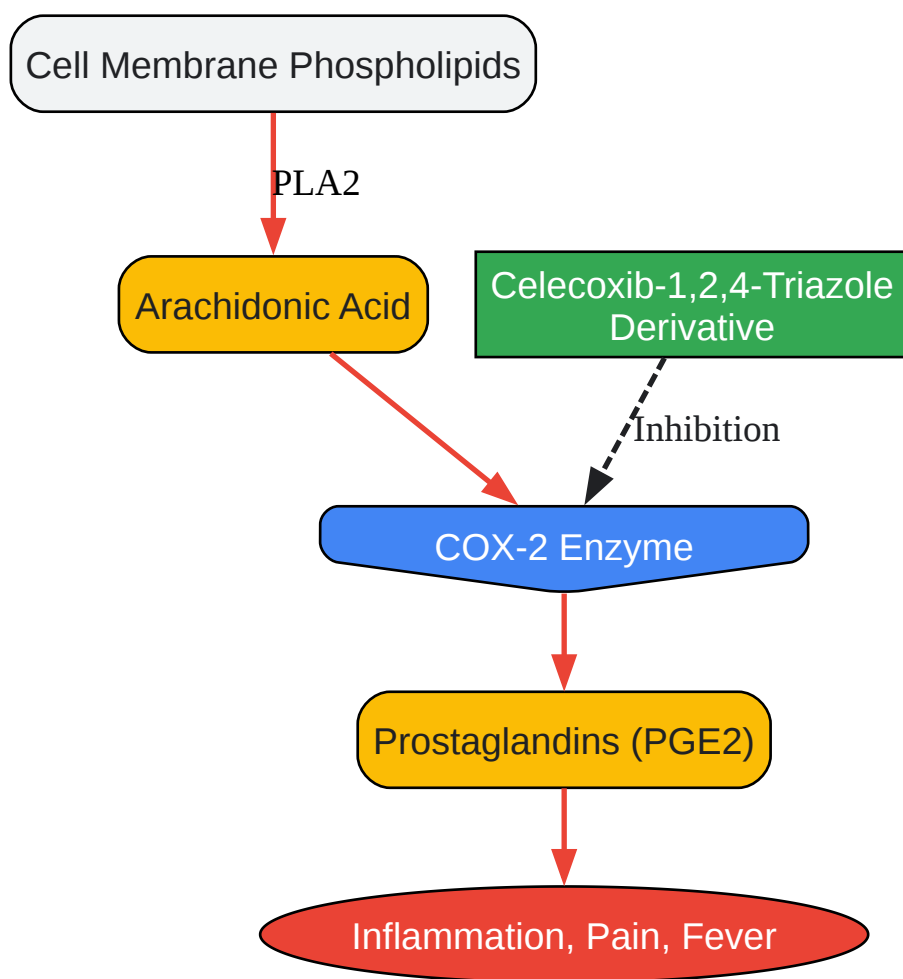 Cell Membrane Phospholipids
PLA2
Arachidonic Acid
Celecoxib-1,2,4-Triazole
Derivative
Inhibition
COX-2 Enzyme
Prostaglandins (PGE2)
Inflammation, Pain, Fever